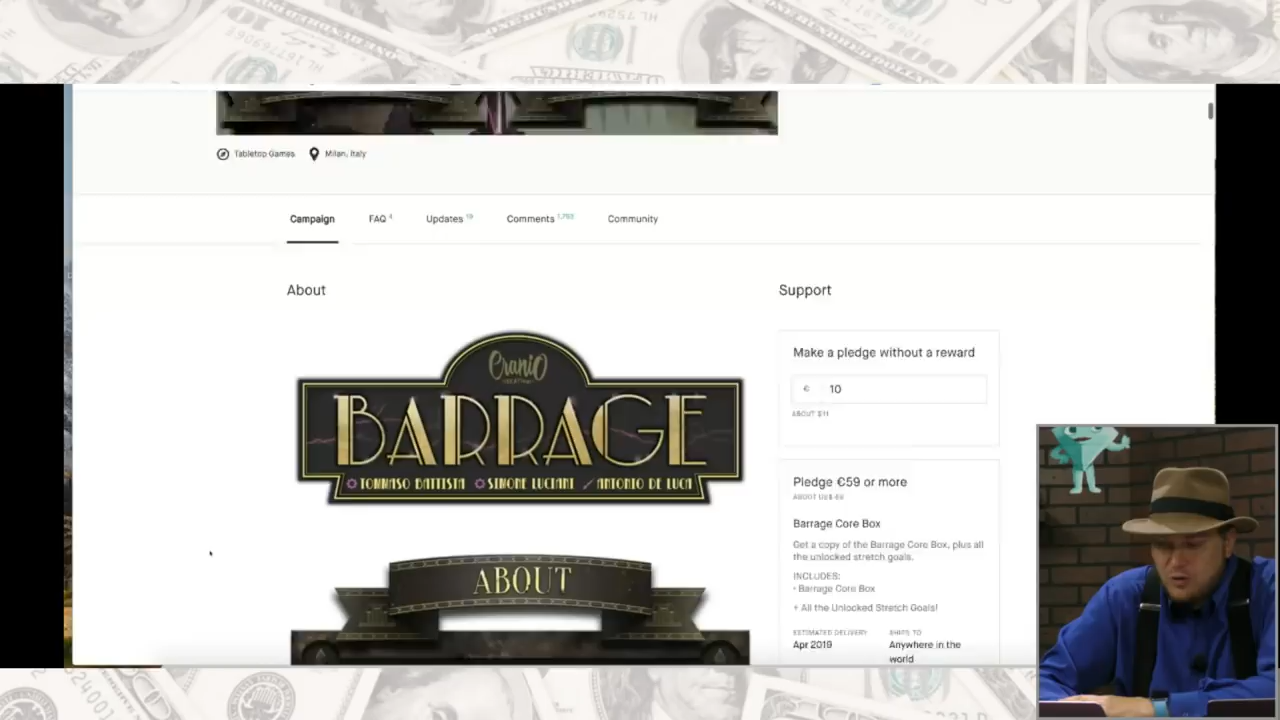 Tabletop Games
Milan, Italy
Campaign
FAQ 4
Updates
Comments
Community
About
Support
Cranio
BARRAGE
TOMMASO BATTISTA SIMONE LUCIANI ANTONIO DE LUCA
ABOUT
Make a pledge without a reward
€ 10
ABOUT $11
Pledge €59 or more
Barrage Core Box
Get a copy of the Barrage Core Box, plus all
the unlocked stretch goals.
INCLUDES:
• Barrage Core Box
+ All the Unlocked Stretch Goals!
ESTIMATED DELIVERY
Apr 2019
SHIPS TO
Anywhere in the
world